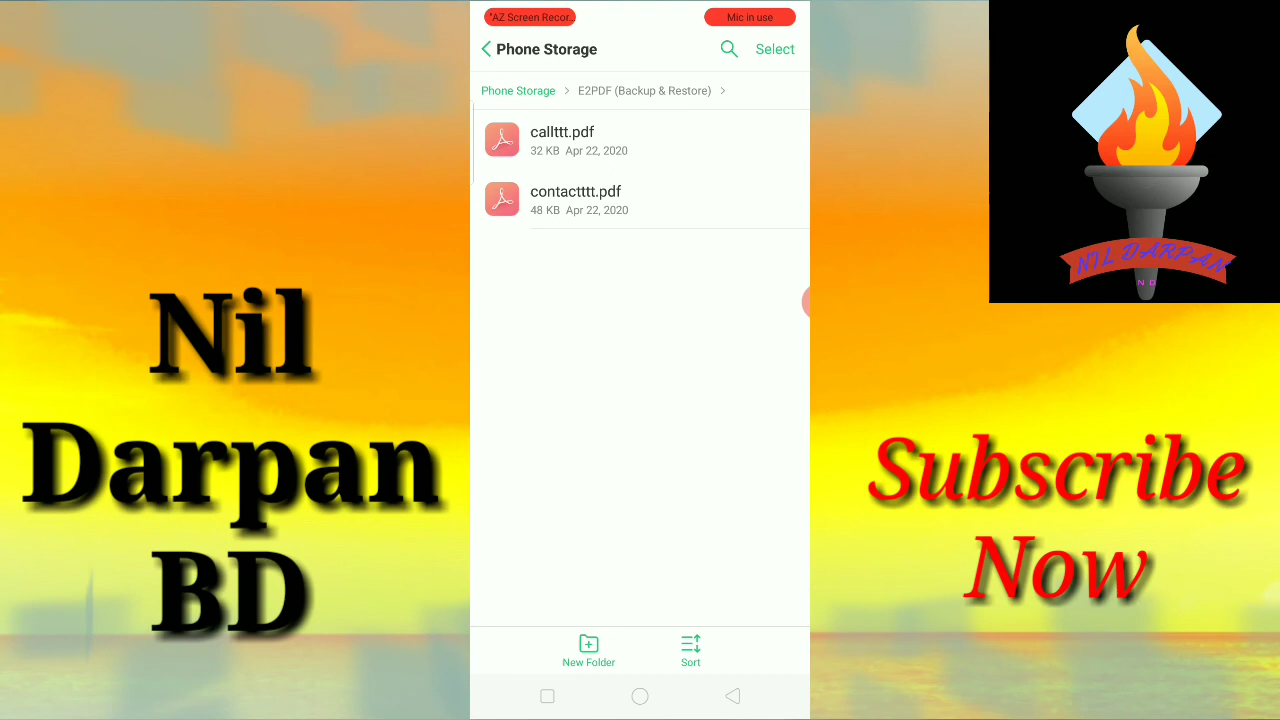 "AZ Screen Recor..
Mic in use
Phone Storage
Select
Phone Storage
E2PDF (Backup & Restore)
callttt.pdf
32 KB Apr 22, 2020
contactttt.pdf
48 KB Apr 22, 2020
New Folder
Sort
Nil
Darpan
BD
NIL DARPAN
N D
Subscribe
Now